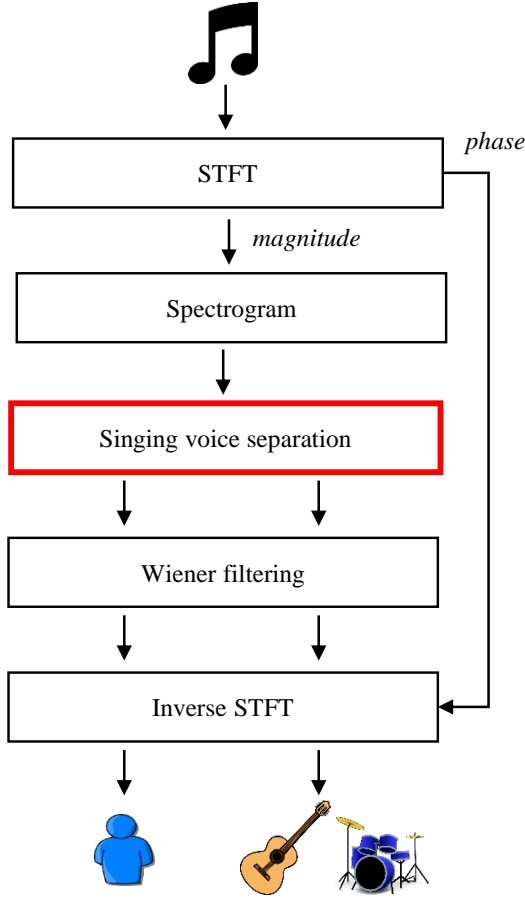 phase
STFT
magnitude
Spectrogram
Singing voice separation
Wiener filtering
Inverse STFT